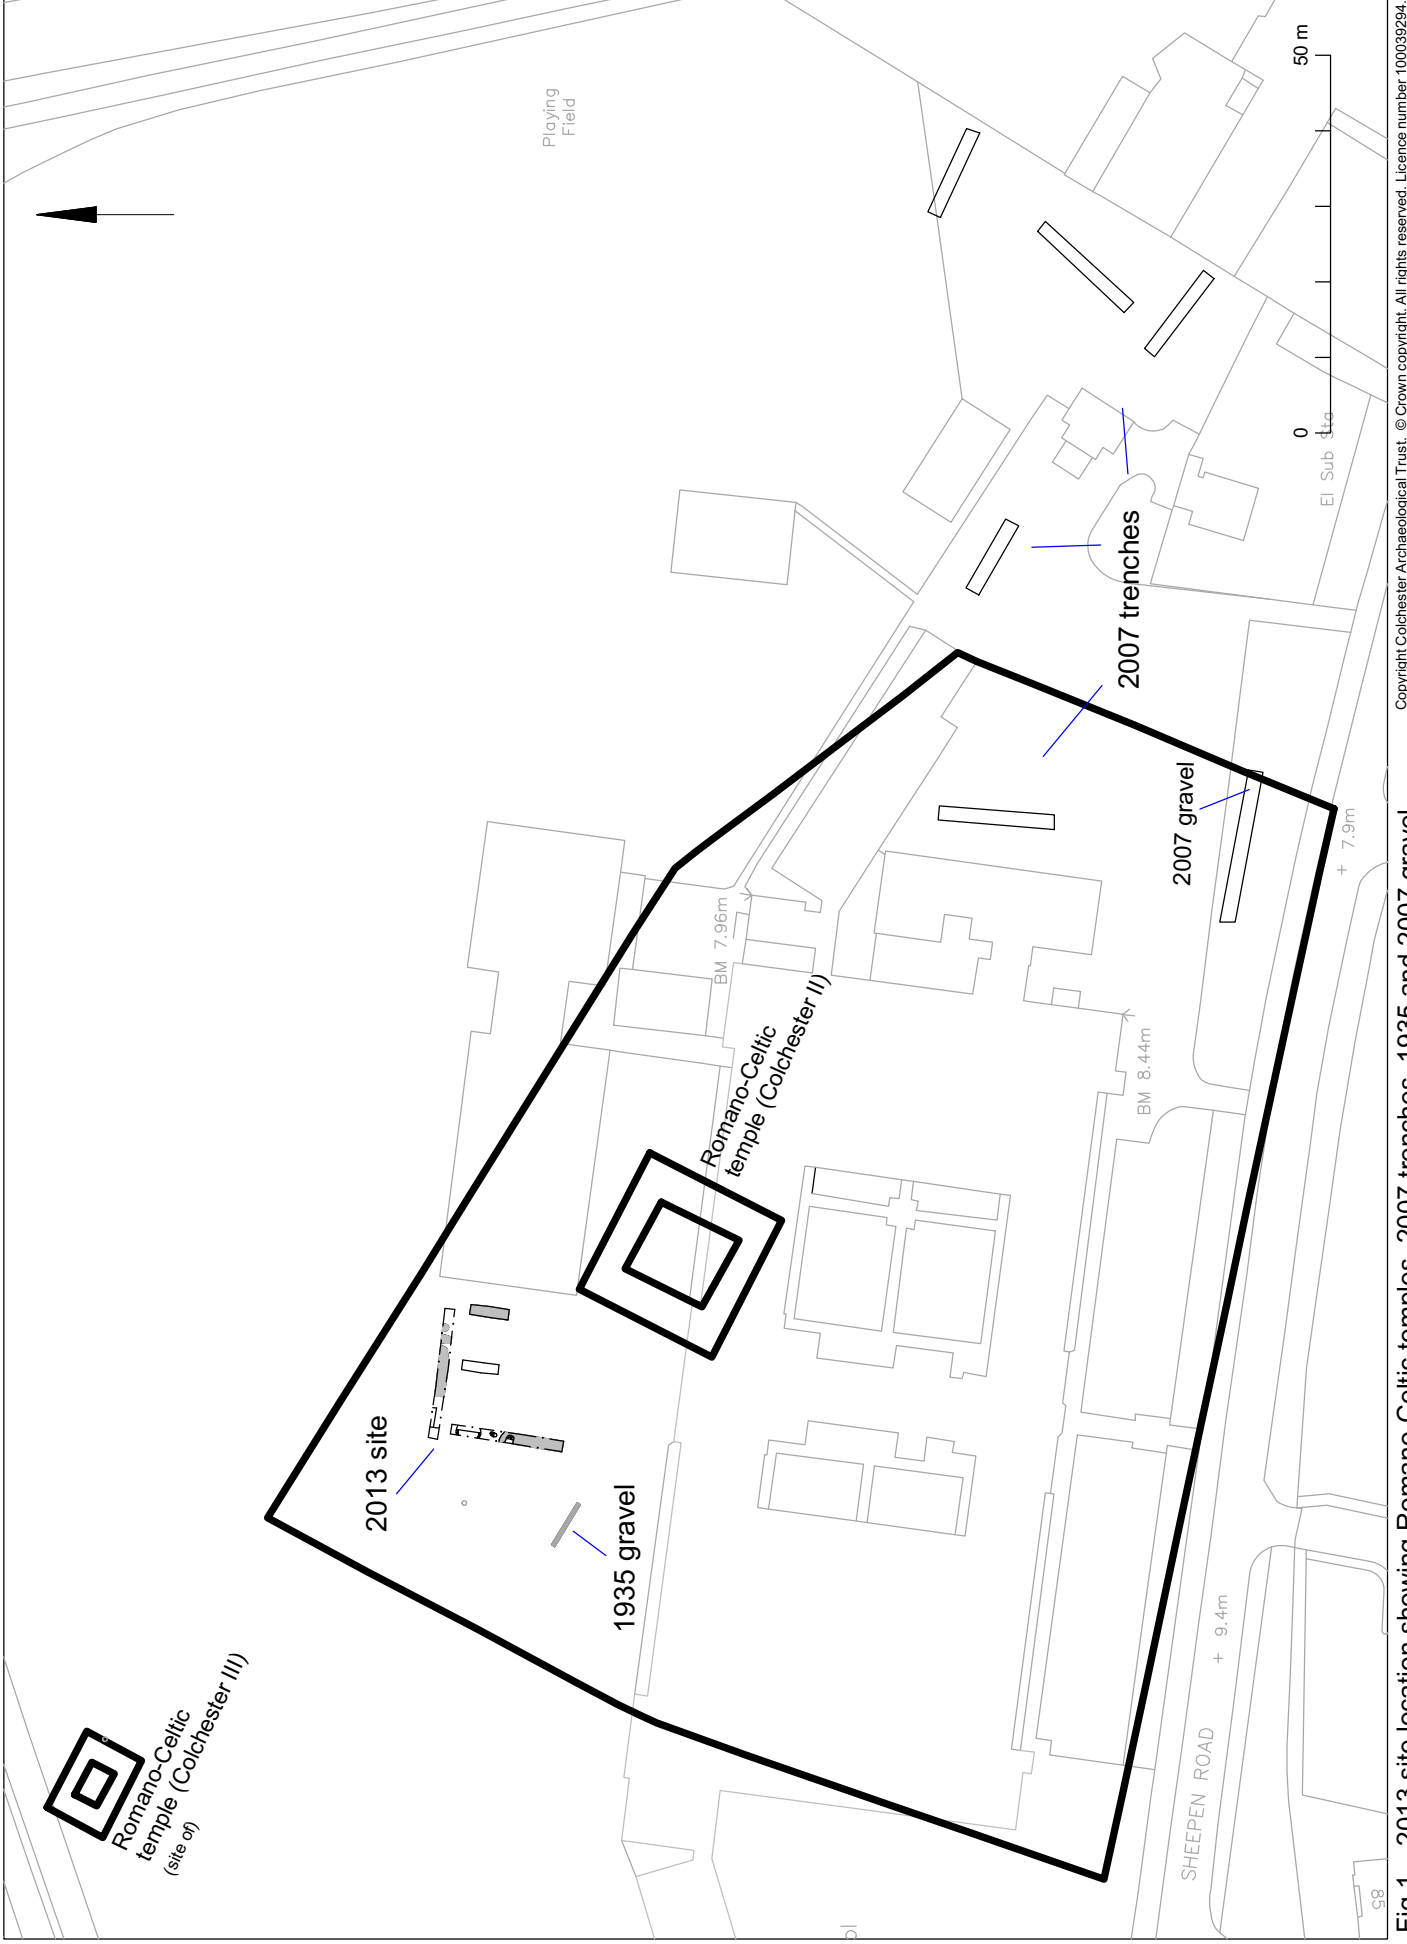 Playing
Field
50 m
0
El Sub Sta
2007 trenches
2007 gravel
+ 7.9m
BM 7.96m
BM 8.44m
Romano-Celtic
temple (Colchester II)
2013 site
1935 gravel
Romano-Celtic
temple (Colchester III)
(site of)
SHEEPEN ROAD
+ 9.4m
85
ol
Copyright Colchester Archaeological Trust. © Crown copyright. All rights reserved. Licence number 100039294.
Fig 1 2013 site location showing Romano-Celtic temples, 2007 trenches, 1935 and 2007 gravel